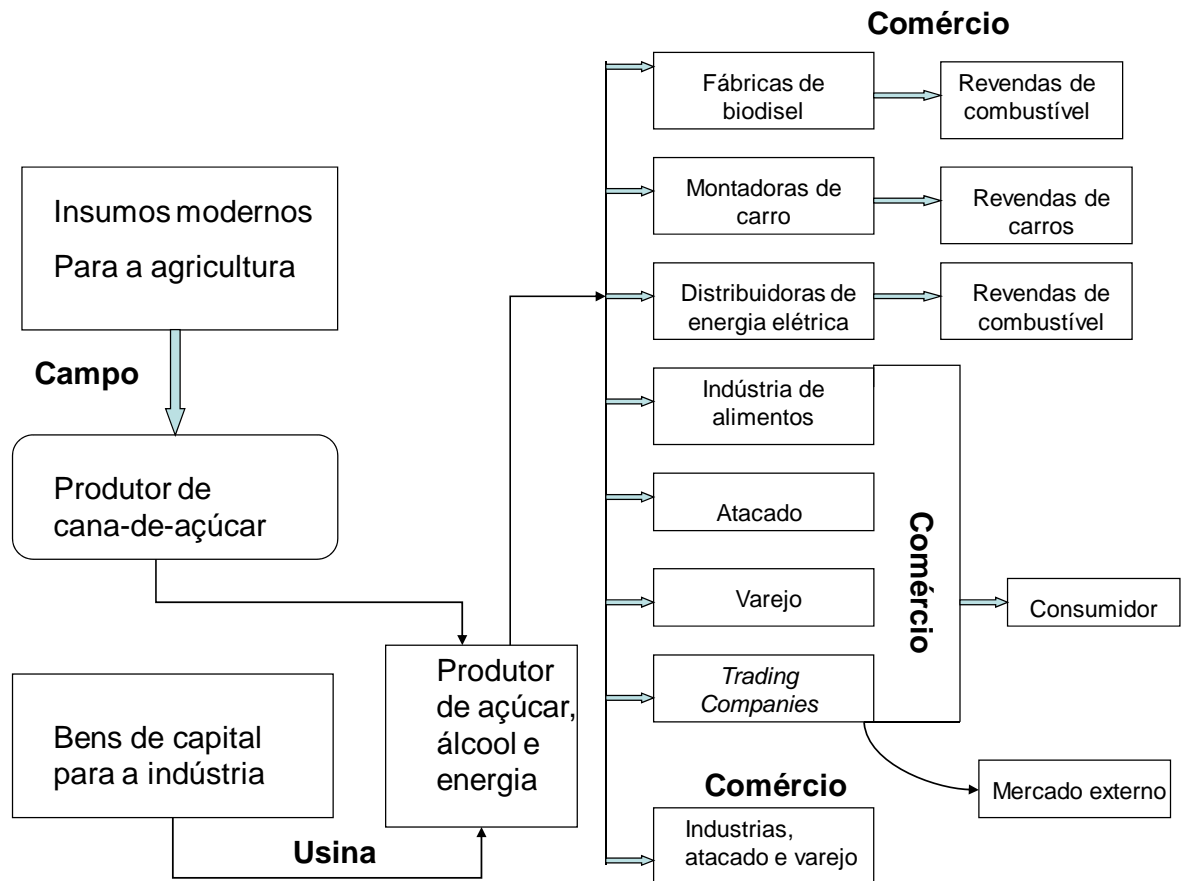 Comércio
Fábricas de
biodisel
Revendas de
combustível
Insumos modernos
Para a agricultura
Montadoras de
carro
Revendas de
carros
Distribuidoras de
energia elétrica
Revendas de
combustível
Campo
Indústria de
alimentos
Produtor de
cana-de-açúcar
Atacado
Comércio
Varejo
Consumidor
Produtor
de açúcar,
álcool e
energia
Trading
Companies
Bens de capital
para a indústria
Mercado externo
Comércio
Industrias,
atacado e varejo
Usina